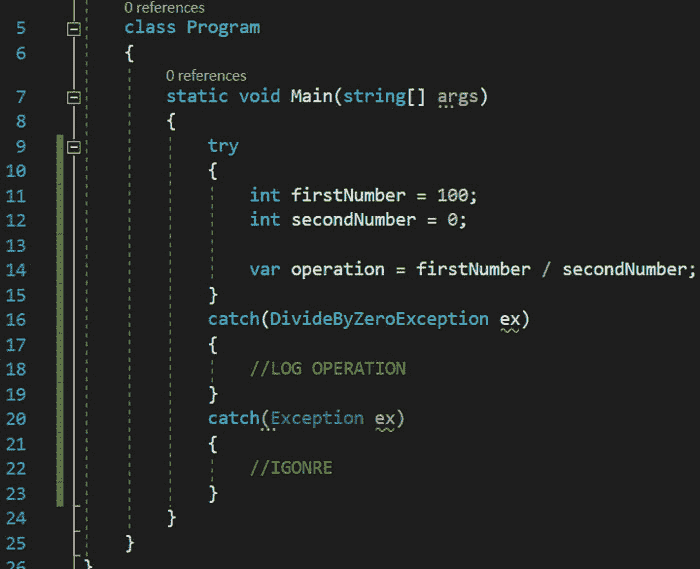 0 references
5 class Program
6 {
0 references
7 static void Main(string[] args)
8 {
9 try
10 {
11 int firstNumber = 100;
12 int secondNumber = 0;
13
14 var operation = firstNumber / secondNumber;
15 }
16 catch(DivideByZeroException ex)
17 {
18 //LOG OPERATION
19 }
20 catch(Exception ex)
21 {
22 //IGONRE
23 }
24 }
25 }
26 }